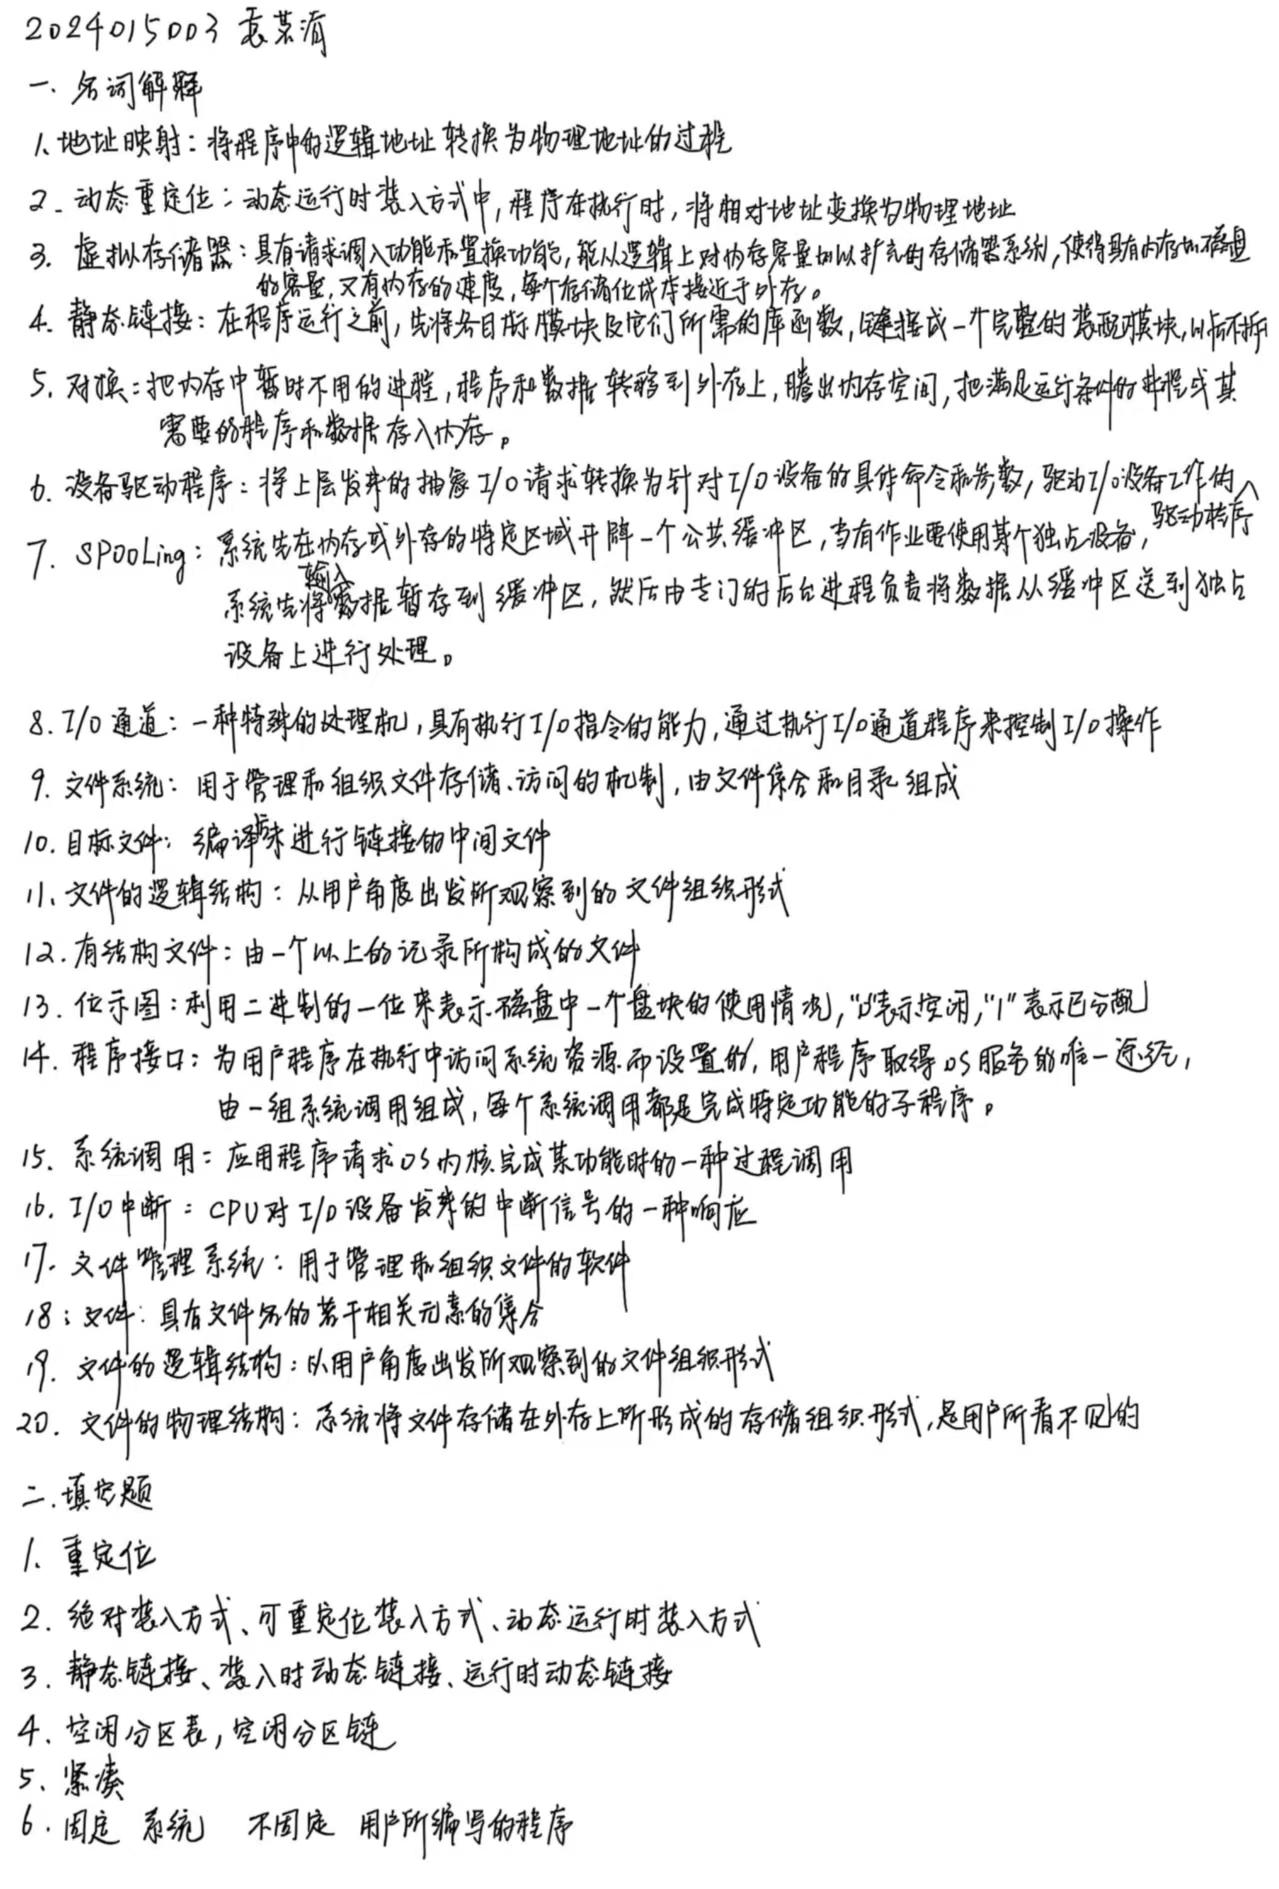 2024015003 袁若淯
一. 名词解释
1. 地址映射：将程序中的逻辑地址转换为物理地址的过程
2. 动态重定位：动态运行时装入方式中，程序在执行时，将相对地址变换为物理地址
3. 虚拟存储器：具有请求调入功能和置换功能，能从逻辑上对内存容量加以扩充的存储器系统，使得具有内存加磁盘
的容量，又有内存的速度，每个存储位成本接近于外存。
4. 静态链接：在程序运行之前，先将各目标模块及它们所需的库函数，链接成一个完整的装配模块，以后不拆
5. 对换：把内存中暂时不用的进程，程序和数据转移到外存上，腾出内存空间，把满足运行条件的进程或其
需要的程序和数据存入内存。
6. 设备驱动程序：将上层发来的抽象I/O请求转换为针对I/O设备的具体命令和参数，驱动I/O设备工作的驱动程序
7. SPOOLing：系统先在内存或外存的特定区域开辟一个公共缓冲区，当有作业要使用某个独占设备，
系统先将输入数据暂存到缓冲区，然后由专门的后台进程负责将数据从缓冲区送到独占
设备上进行处理。
8. I/O通道：一种特殊的处理机，具有执行I/O指令的能力，通过执行I/O通道程序来控制I/O操作
9. 文件系统：用于管理和组织文件存储、访问的机制，由文件集合和目录组成
10. 目标文件：编译后未进行链接的中间文件
11. 文件的逻辑结构：从用户角度出发所观察到的文件组织形式
12. 有结构文件：由一个以上的记录所构成的文件
13. 位示图：利用二进制的一位来表示磁盘中一个盘块的使用情况，“0”表示空闲，“1”表示已分配
14. 程序接口：为用户程序在执行中访问系统资源而设置的，用户程序取得OS服务的唯一途径，
由一组系统调用组成，每个系统调用都是完成特定功能的子程序。
15. 系统调用：应用程序请求OS内核完成某功能时的一种过程调用
16. I/O中断：CPU对I/O设备发来的中断信号的一种响应
17. 文件管理系统：用于管理和组织文件的软件
18：文件：具有文件名的若干相关元素的集合
19. 文件的逻辑结构：从用户角度出发所观察到的文件组织形式
20. 文件的物理结构：系统将文件存储在外存上所形成的存储组织形式，是用户所看不见的
二. 填空题
1. 重定位
2. 绝对装入方式、可重定位装入方式、动态运行时装入方式
3. 静态链接、装入时动态链接、运行时动态链接
4. 空闲分区表，空闲分区链
5. 紧凑
6. 固定 系统 不固定 用户所编写的程序